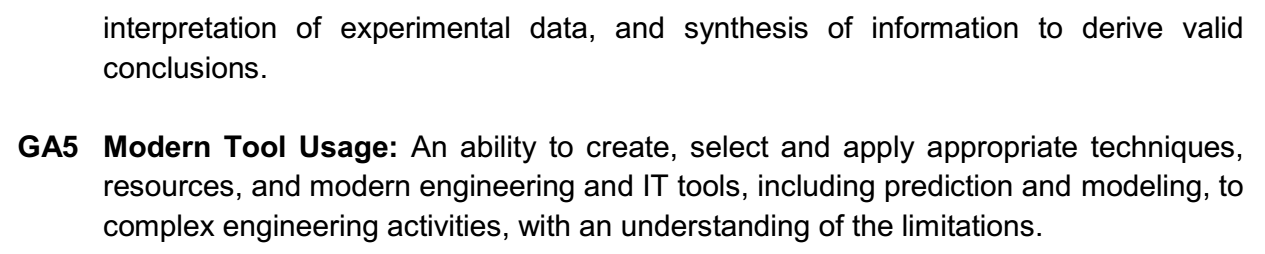 interpretation of experimental data, and synthesis of information to derive valid
conclusions.
GA5 Modern Tool Usage: An ability to create, select and apply appropriate techniques,
resources, and modern engineering and IT tools, including prediction and modeling, to
complex engineering activities, with an understanding of the limitations.